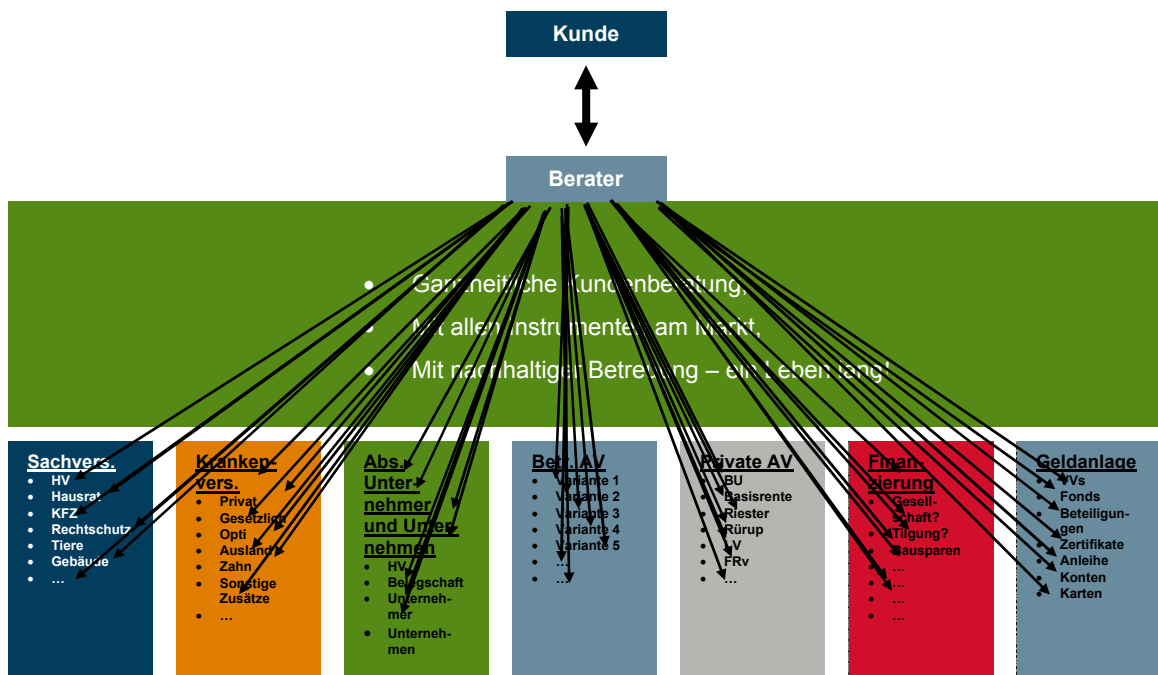 Kunde
Berater
• Ganzheitliche Kundenberatung,
• Mit allen Instrumenten am Markt,
• Mit nachhaltiger Betreuung – ein Leben lang!
Sachvers.
• HV
• Hausrat
• KFZ
• Rechtschutz
• Tiere
• Gebäude
• …
Kranken-
vers.
• Privat
• Gesetzlich
• Opti
• Ausland
• Zahn
• Sonstige
Zusätze
• …
Abs.
Unter-
nehmer
und Unter-
nehmen
• HV
• Belegschaft
• Unterneh-
mer
• Unterneh-
men
Betr. AV
• Variante 1
• Variante 2
• Variante 3
• Variante 4
• Variante 5
• …
• …
Private AV
• BU
• Basisrente
• Riester
• Rürup
• LV
• FRv
• …
Finan-
zierung
• Gesell-
schaft?
• Tilgung?
• Bausparen
• …
• …
• …
• …
Geldanlage
• VVs
• Fonds
• Beteiligun-
gen
• Zertifikate
• Anleihe
• Konten
• Karten